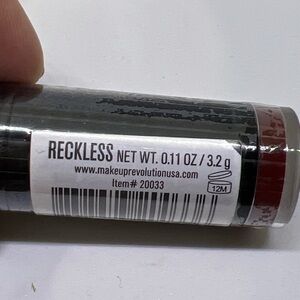 RECKLESS NET WT. 0.11 OZ / 3.2 g
www.makeuprevolutionusa.com
Item# 20033
12M